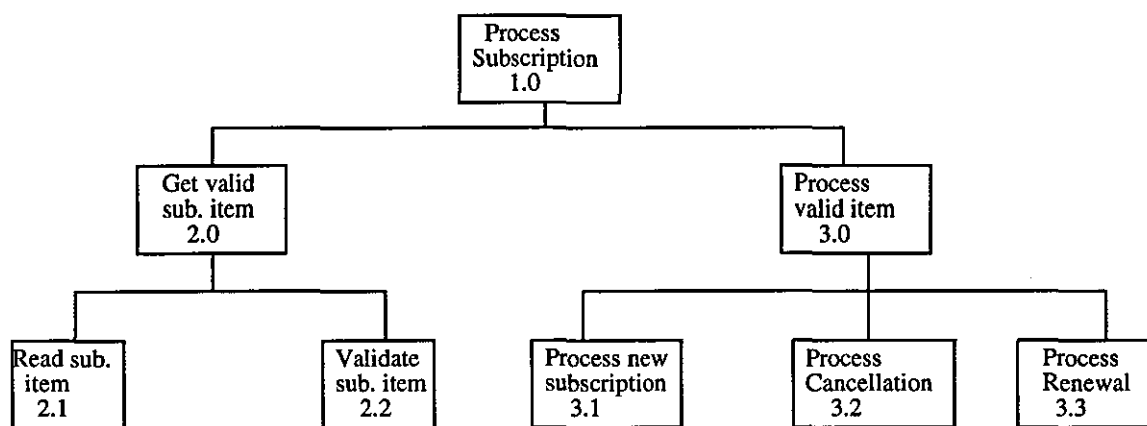 Process
Subscription
1.0
Get valid
sub. item
2.0
Process
valid item
3.0
Read sub.
item
2.1
Validate
sub. item
2.2
Process new
subscription
3.1
Process
Cancellation
3.2
Process
Renewal
3.3